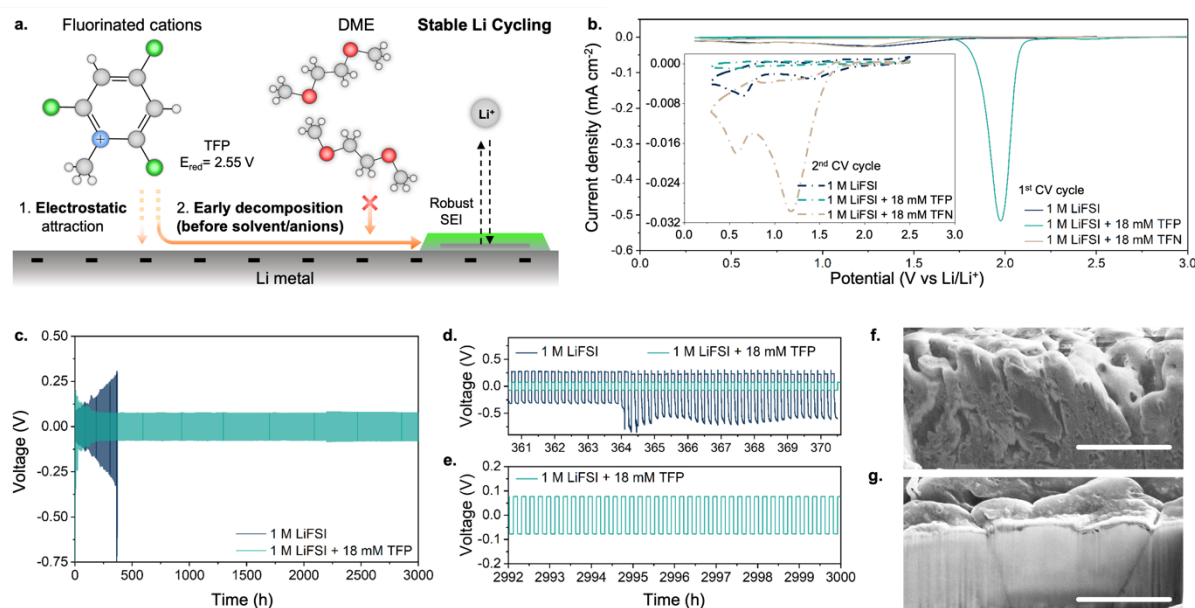 a.
Fluorinated cations
DME
Stable Li Cycling
+
Li⁺
TFP
E_red= 2.55 V
1. Electrostatic
attraction
2. Early decomposition
(before solvent/anions)
Robust
SEI
Li metal
b.
Current density (mA cm⁻²)
0.0
-0.1
-0.2
-0.3
-0.4
-0.5
-0.6
0.000
-0.008
-0.016
-0.024
-0.032
2ⁿᵈ CV cycle
1 M LiFSI
1 M LiFSI + 18 mM TFP
1 M LiFSI + 18 mM TFN
0.0 0.5 1.0 1.5 2.0 2.5 3.0
1ˢᵗ CV cycle
1 M LiFSI
1 M LiFSI + 18 mM TFP
1 M LiFSI + 18 mM TFN
0.0 0.5 1.0 1.5 2.0 2.5 3.0
Potential (V vs Li/Li⁺)
c.
Voltage (V)
0.50
0.25
0.00
-0.25
-0.50
-0.75
1 M LiFSI
1 M LiFSI + 18 mM TFP
0 500 1000 1500 2000 2500 3000
Time (h)
d.
Voltage (V)
1 M LiFSI 1 M LiFSI + 18 mM TFP
0.5
0.0
-0.5
361 362 363 364 365 366 367 368 369 370
e.
Voltage (V)
1 M LiFSI + 18 mM TFP
0.2
0.1
0.0
-0.1
-0.2
2992 2993 2994 2995 2996 2997 2998 2999 3000
Time (h)
f.
g.